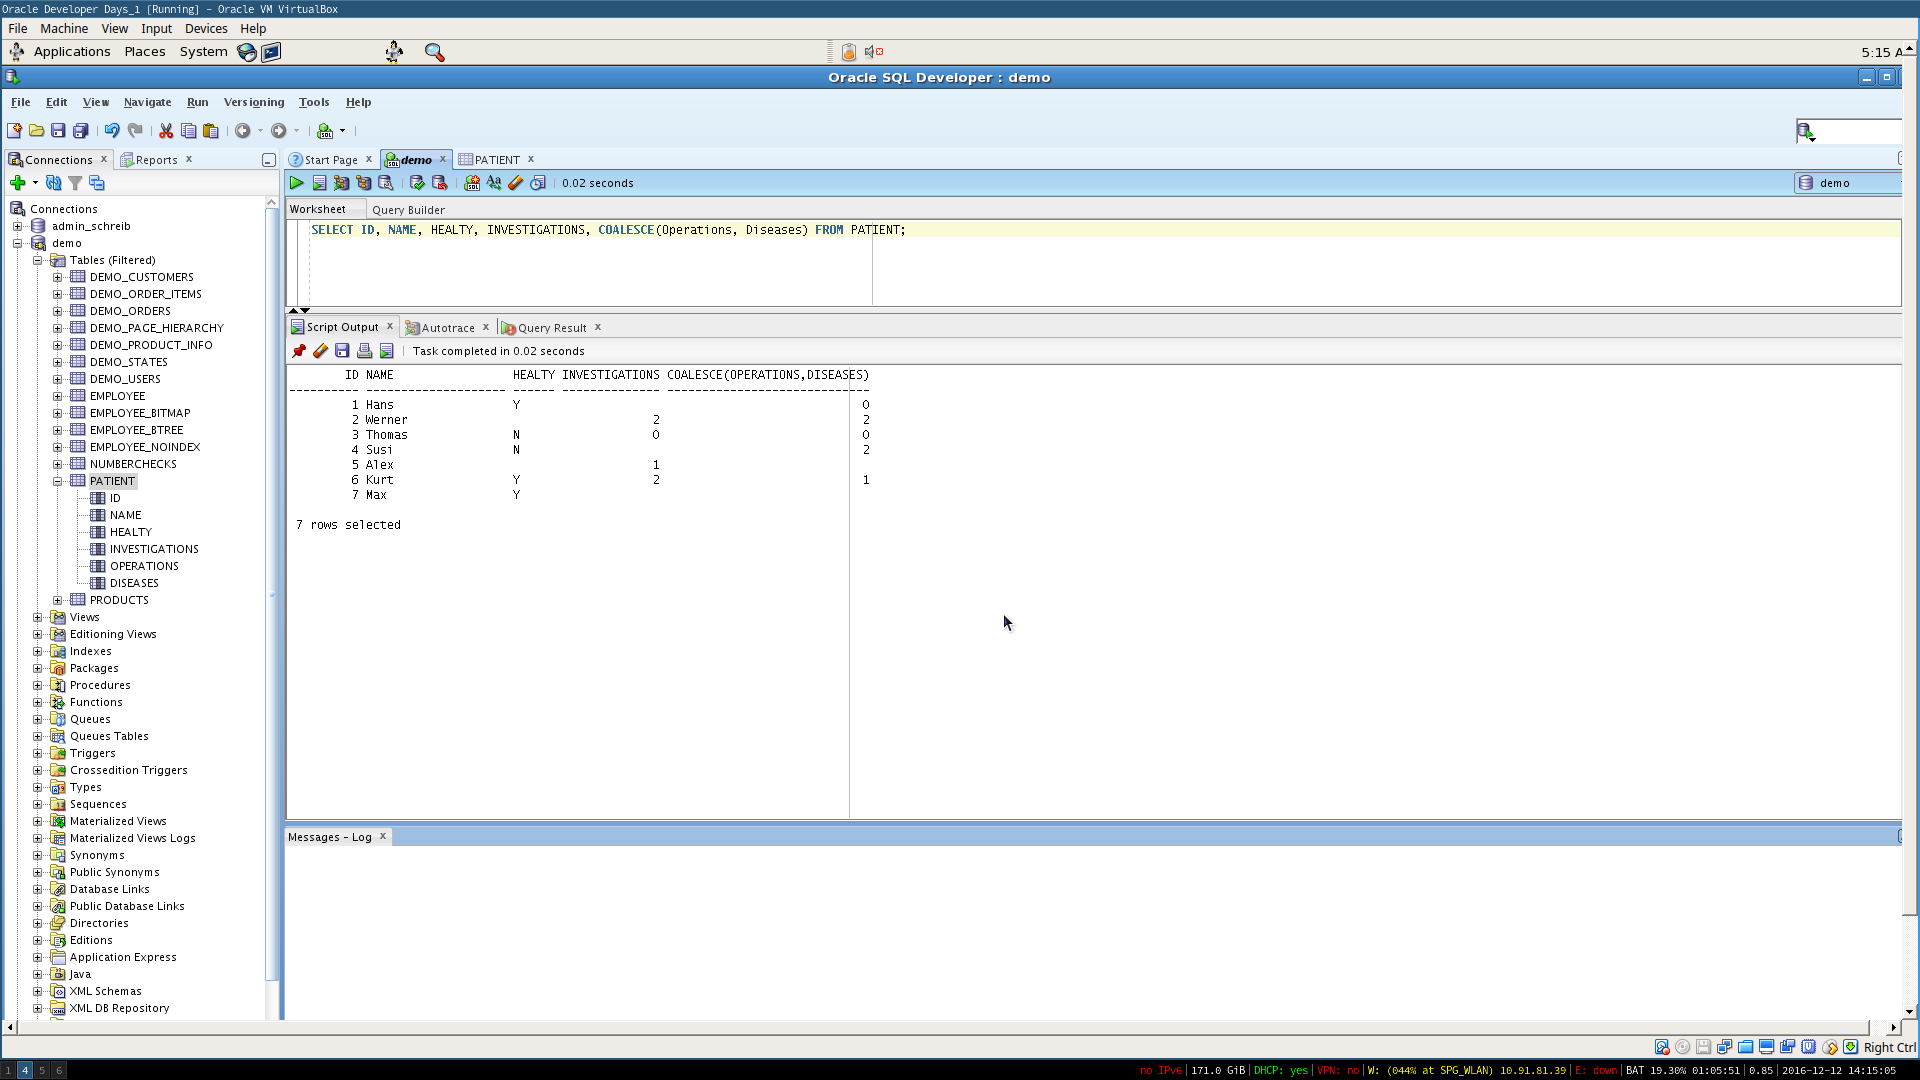 Oracle Developer Days_1 [Running] - Oracle VM VirtualBox
File Machine View Input Devices Help
Applications Places System
5:15 A
Oracle SQL Developer : demo
File Edit View Navigate Run Versioning Tools Help
Connections Reports
Start Page demo PATIENT
0.02 seconds
demo
Worksheet Query Builder
SELECT ID, NAME, HEALTY, INVESTIGATIONS, COALESCE(Operations, Diseases) FROM PATIENT;
Script Output Autotrace Query Result
Task completed in 0.02 seconds
ID NAME HEALTY INVESTIGATIONS COALESCE(OPERATIONS,DISEASES)
---------- -------------------- ------ -------------- -----------------------------
1 Hans Y 0
2 Werner 2 2
3 Thomas N 0 0
4 Susi N 2
5 Alex 1
6 Kurt Y 2 1
7 Max Y
7 rows selected
Messages - Log
Connections
admin_schreib
demo
Tables (Filtered)
DEMO_CUSTOMERS
DEMO_ORDER_ITEMS
DEMO_ORDERS
DEMO_PAGE_HIERARCHY
DEMO_PRODUCT_INFO
DEMO_STATES
DEMO_USERS
EMPLOYEE
EMPLOYEE_BITMAP
EMPLOYEE_BTREE
EMPLOYEE_NOINDEX
NUMBERCHECKS
PATIENT
ID
NAME
HEALTY
INVESTIGATIONS
OPERATIONS
DISEASES
PRODUCTS
Views
Editioning Views
Indexes
Packages
Procedures
Functions
Queues
Queues Tables
Triggers
Crossedition Triggers
Types
Sequences
Materialized Views
Materialized Views Logs
Synonyms
Public Synonyms
Database Links
Public Database Links
Directories
Editions
Application Express
Java
XML Schemas
XML DB Repository
Right Ctrl
1 4 5 6
no IPv6|171.0 GiB|DHCP: yes|VPN: no|W: (044% at SPG_WLAN) 10.91.81.39|E: down|BAT 19.30% 01:05:51|0.85|2016-12-12 14:15:05